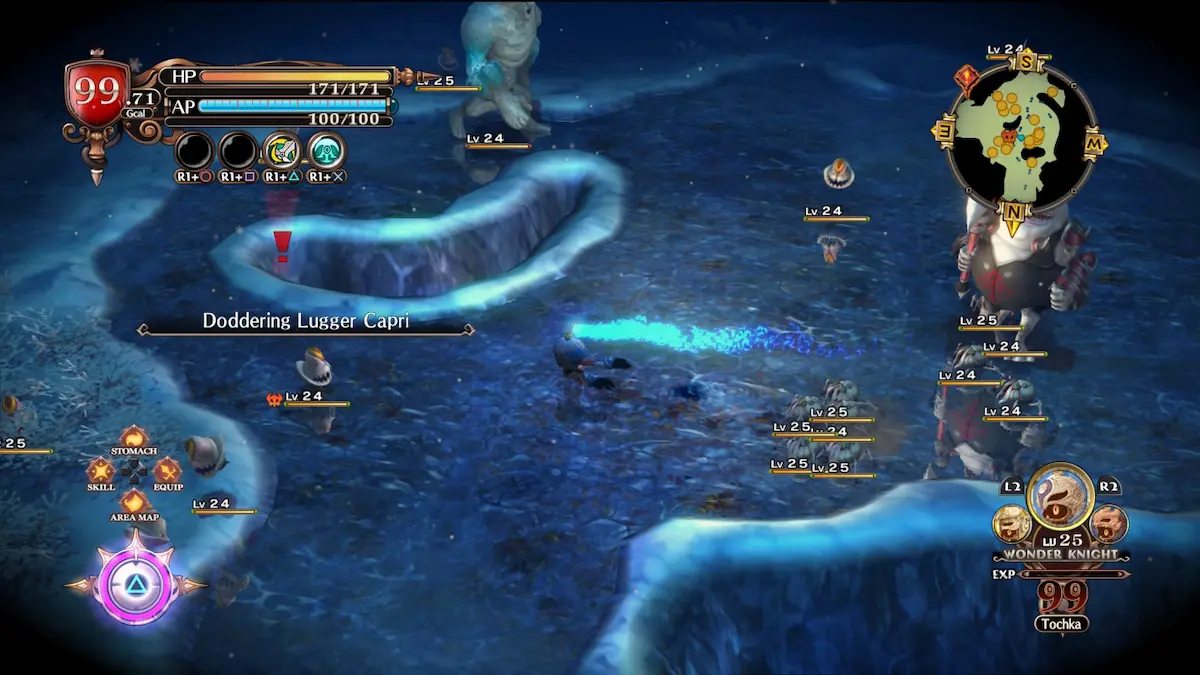 99
.71
Gcal
HP
171/171
AP
100/100
R1+○ R1+□ R1+△ R1+✕
Lv 25
Lv 24
Lv 24
S
E
M
N
Lv 24
!
Doddering Lugger Capri
Lv 25
Lv 24
Lv 24
Lv 24
Lv 24
Lv 25
Lv 25
24
Lv 25
Lv 25
25
STOMACH
SKILL
EQUIP
AREA MAP
Lv 24
L2
R2
LV 25
WONDER KNIGHT
EXP
99
Tochka